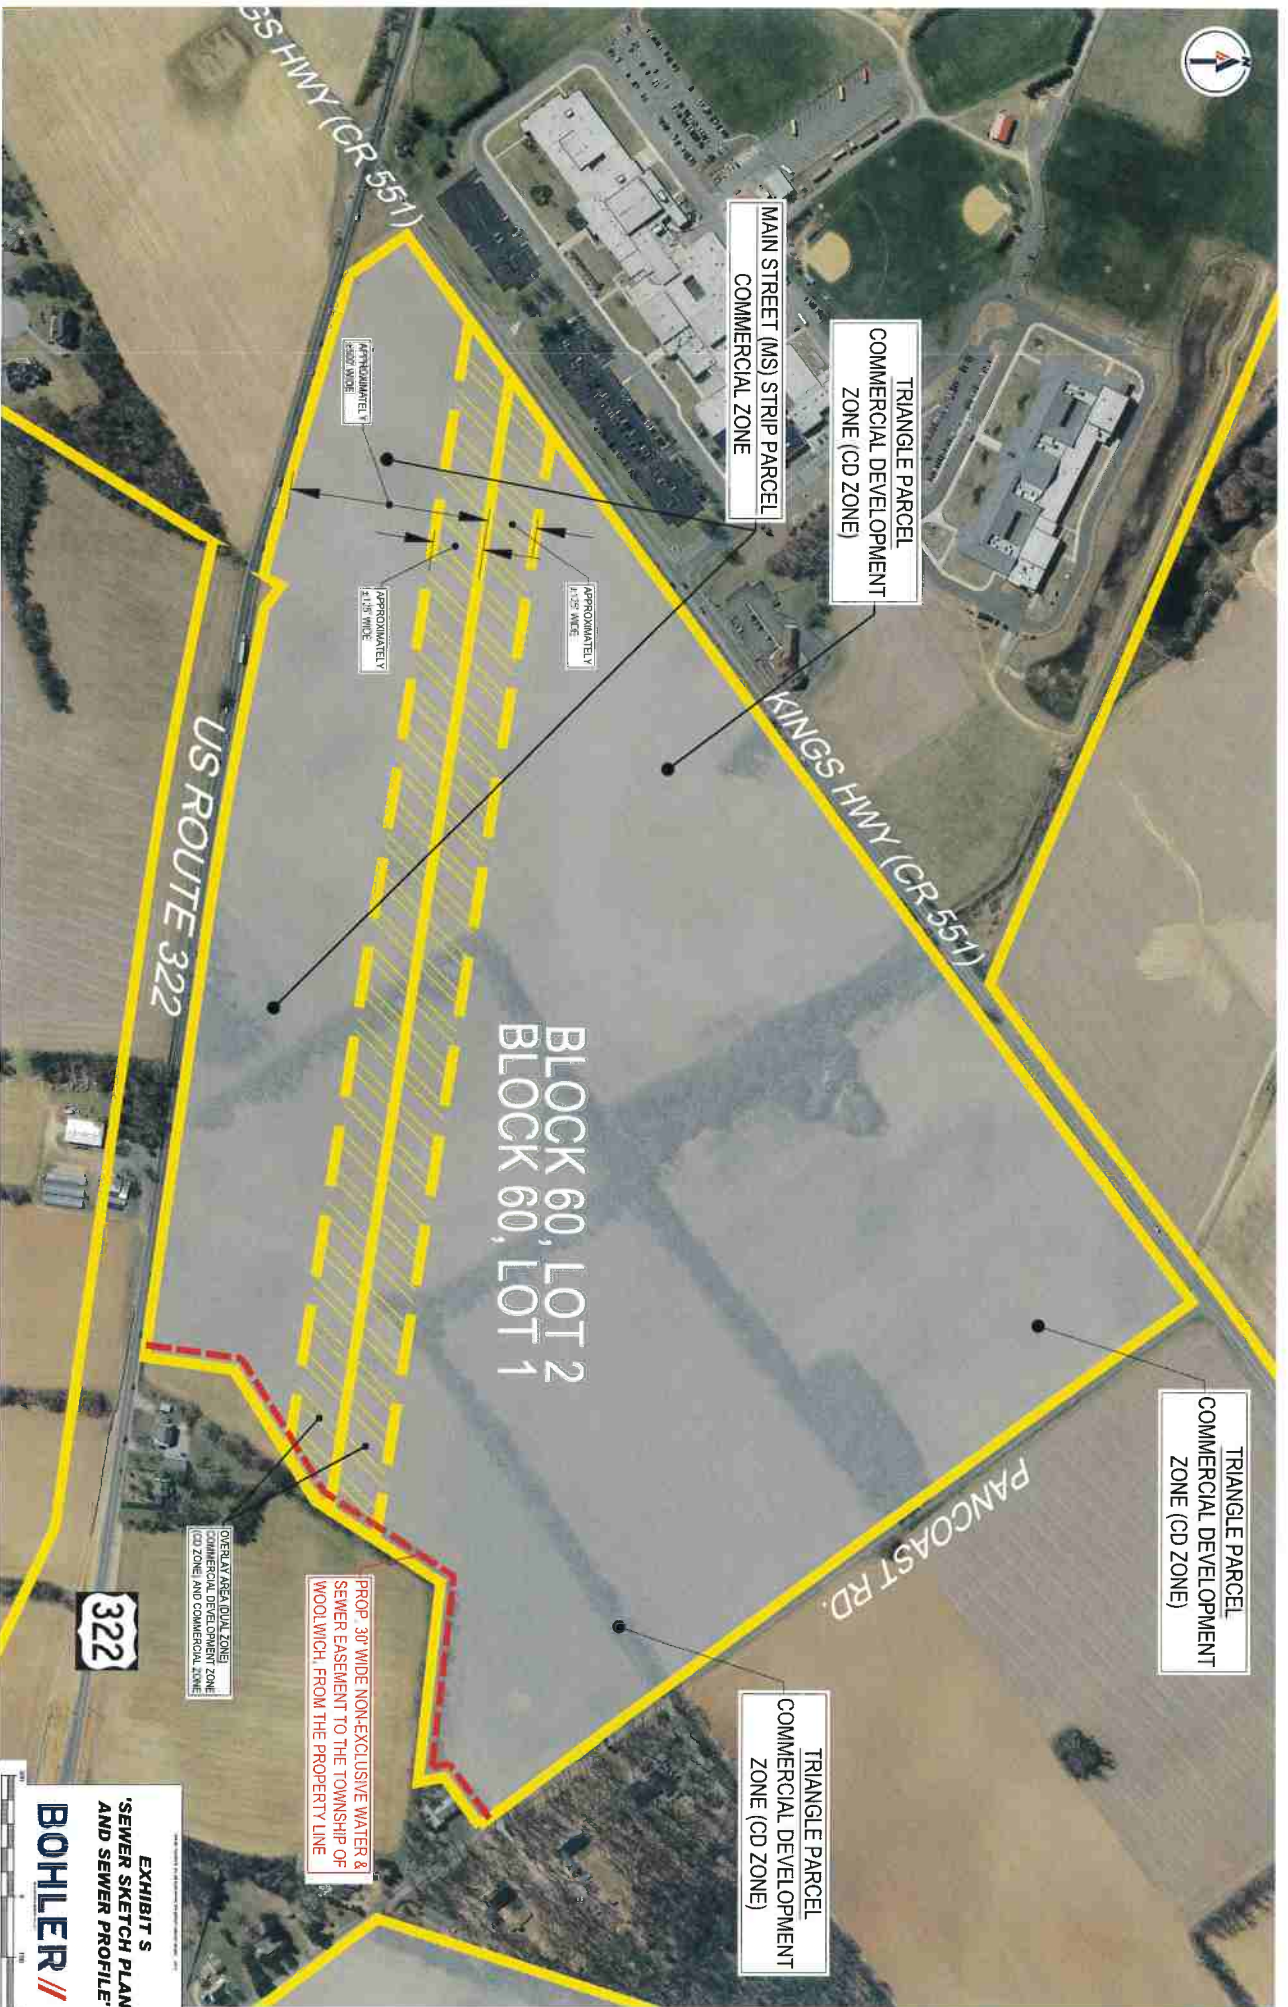 N
GS HWY (CR 551)
MAIN STREET (MS) STRIP PARCEL
COMMERCIAL ZONE
TRIANGLE PARCEL
COMMERCIAL DEVELOPMENT
ZONE (CD ZONE)
APPROXIMATELY
APPROXIMATELY
±125' WIDE
APPROXIMATELY
±125' WIDE
KINGS HWY (CR 551)
US ROUTE 322
BLOCK 60, LOT 2
BLOCK 60, LOT 1
TRIANGLE PARCEL
COMMERCIAL DEVELOPMENT
ZONE (CD ZONE)
PANCOAST RD.
TRIANGLE PARCEL
COMMERCIAL DEVELOPMENT
ZONE (CD ZONE)
OVERLAY AREA (DUAL ZONE)
COMMERCIAL DEVELOPMENT ZONE
(CD ZONE) AND COMMERCIAL ZONE
PROP. 30' WIDE NON-EXCLUSIVE WATER &
SEWER EASEMENT TO THE TOWNSHIP OF
WOOLWICH, FROM THE PROPERTY LINE
322
EXHIBIT S
'SEWER SKETCH PLAN
AND SEWER PROFILE'
BOHLER//